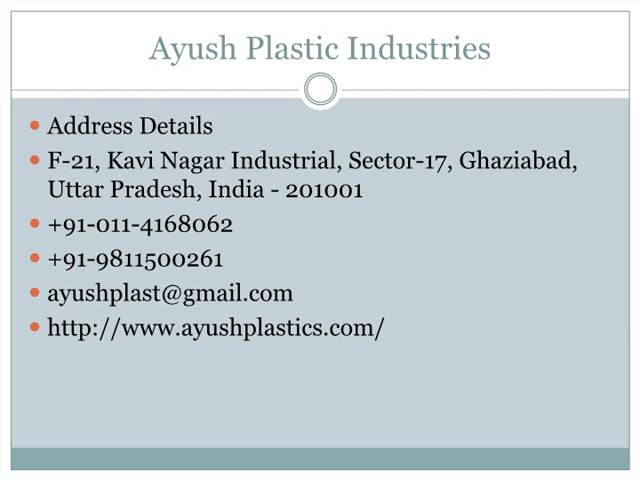 Ayush Plastic Industries
Address Details
F-21, Kavi Nagar Industrial, Sector-17, Ghaziabad,
Uttar Pradesh, India - 201001
+91-011-4168062
+91-9811500261
ayushplast@gmail.com
http://www.ayushplastics.com/